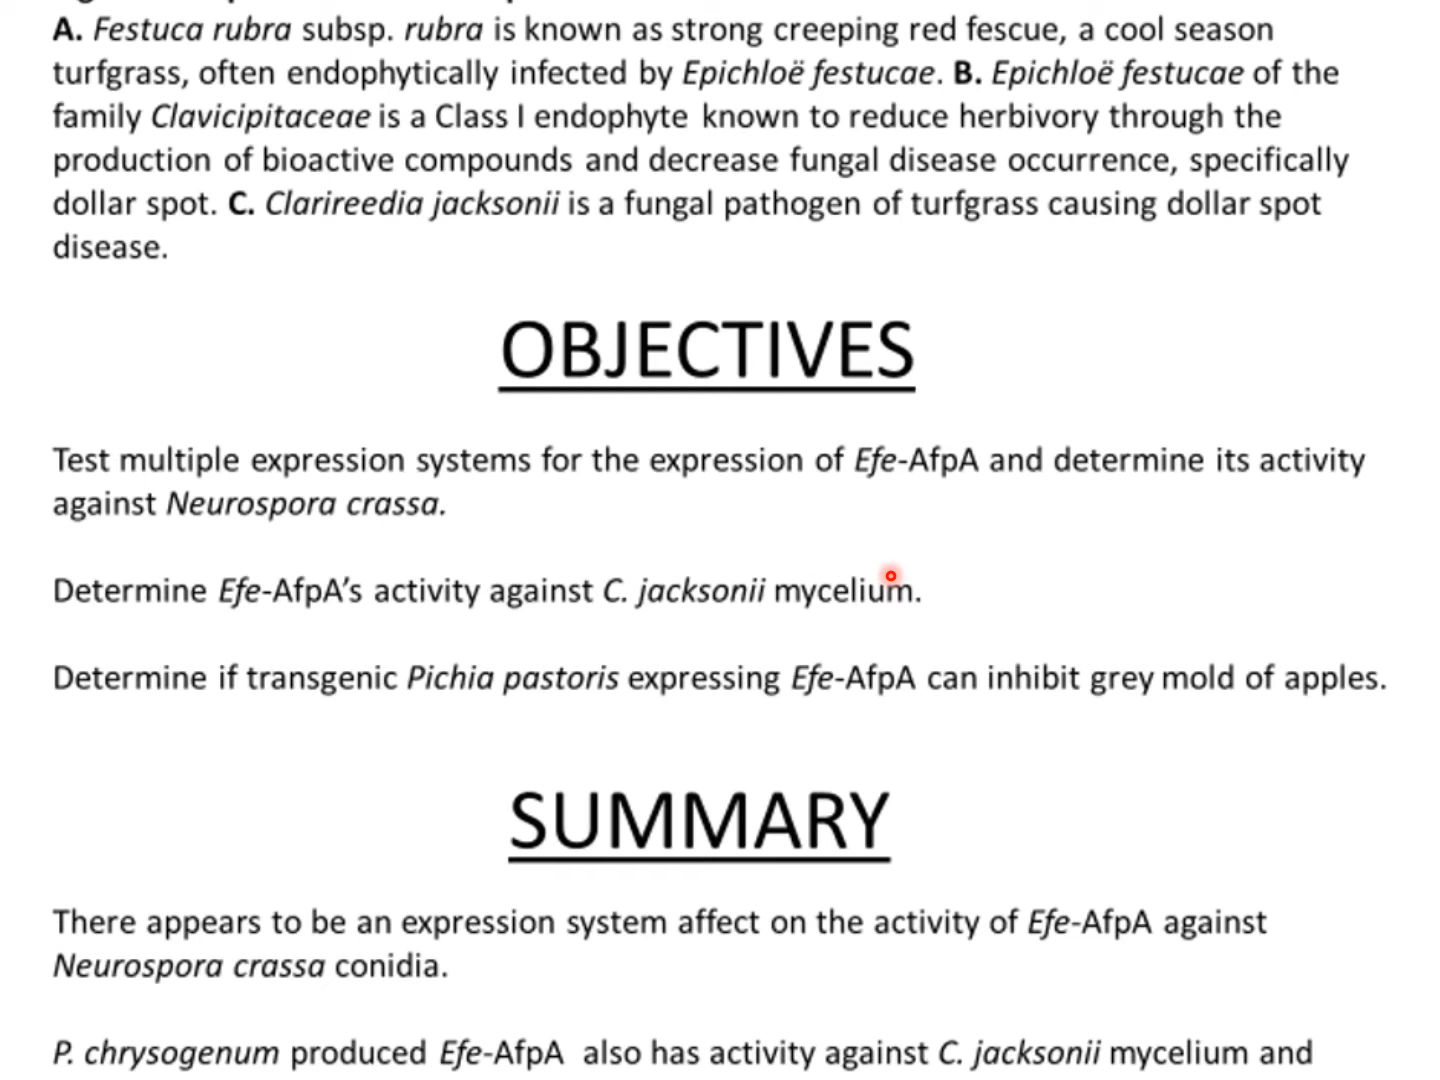 A. Festuca rubra subsp. rubra is known as strong creeping red fescue, a cool season
turfgrass, often endophytically infected by Epichloë festucae. B. Epichloë festucae of the
family Clavicipitaceae is a Class I endophyte known to reduce herbivory through the
production of bioactive compounds and decrease fungal disease occurrence, specifically
dollar spot. C. Clarireedia jacksonii is a fungal pathogen of turfgrass causing dollar spot
disease.
OBJECTIVES
Test multiple expression systems for the expression of Efe-AfpA and determine its activity
against Neurospora crassa.
Determine Efe-AfpA’s activity against C. jacksonii mycelium.
Determine if transgenic Pichia pastoris expressing Efe-AfpA can inhibit grey mold of apples.
SUMMARY
There appears to be an expression system affect on the activity of Efe-AfpA against
Neurospora crassa conidia.
P. chrysogenum produced Efe-AfpA also has activity against C. jacksonii mycelium and